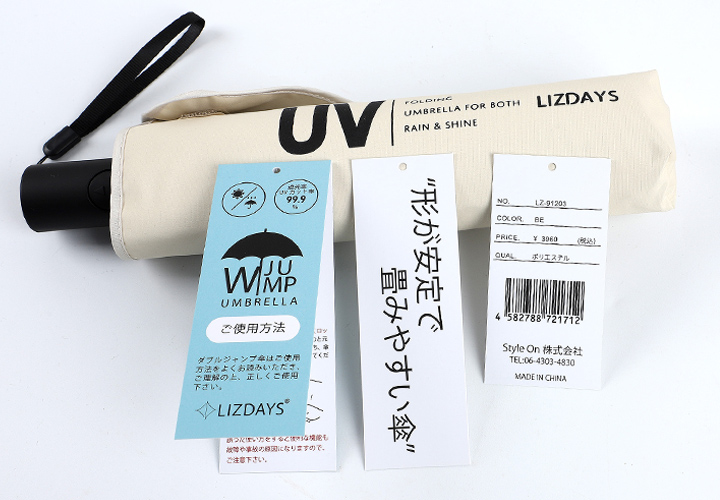 UV
FOLDING
UMBRELLA FOR BOTH
RAIN & SHINE
LIZDAYS
遮光率
UVカット率
99.9
%
W JUMP
UMBRELLA
ご使用方法
ダブルジャンプ傘はご使用
方法をよくお読みいただき、
ご理解の上、正しくご使用
下さい。
LIZDAYS®
誤った使い方をすると便利な機能も
故障や事故の原因になりますので、
ご注意下さい。
"形が安定で
畳みやすい傘"
NO. LZ-91203
COLOR. BE
PRICE. ¥ 3960 (税込)
QUAL. ポリエステル
4 582788 721712
Style On 株式会社
TEL:06-4303-4830
MADE IN CHINA